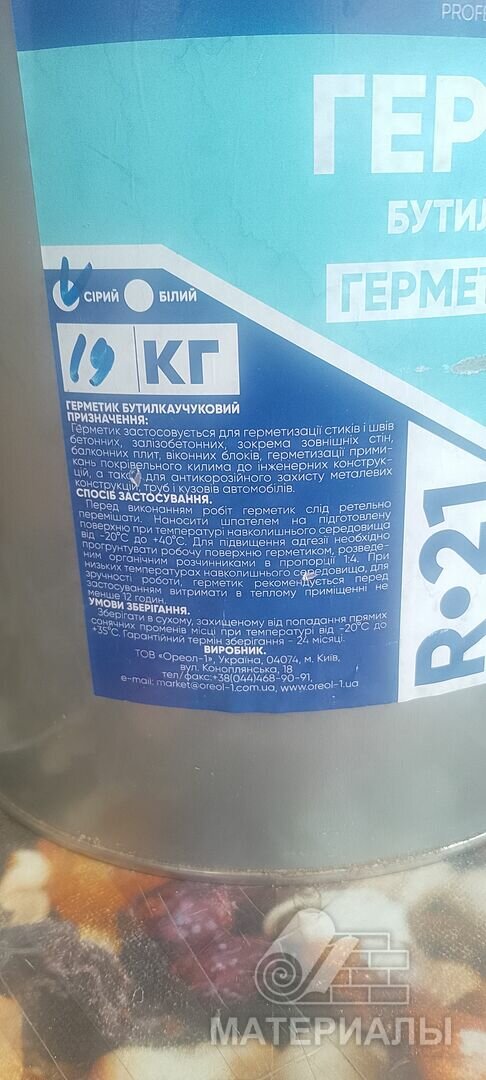 PROFE
ГЕР
БУТИЛ
ГЕРМЕТ
СІРИЙ БІЛИЙ
19 КГ
ГЕРМЕТИК БУТИЛКАУЧУКОВИЙ
ПРИЗНАЧЕННЯ:
Герметик застосовується для герметизації стиків і швів
бетонних, залізобетонних, зокрема зовнішніх стін,
балконних плит, віконних блоків, герметизації прими-
кань покрівельного килима до інженерних конструк-
цій, а також для антикорозійного захисту металевих
конструкцій, труб і кузовів автомобілів.
СПОСІБ ЗАСТОСУВАННЯ.
Перед виконанням робіт герметик слід ретельно
перемішати. Наносити шпателем на підготовлену
поверхню при температурі навколишнього середовища
від -20°С до +40°С. Для підвищення адгезії необхідно
прогрунтувати робочу поверхню герметиком, розведе-
ним органічним розчинниками в пропорції 1:4. При
низьких температурах навколишнього середовища, для
зручності роботи, герметик рекомендується перед
застосуванням витримати в теплому приміщенні не
менше 12 годин.
УМОВИ ЗБЕРІГАННЯ.
Зберігати в сухому, захищеному від попадання прямих
сонячних променів місці при температурі від -20°С до
+35°С. Гарантійний термін зберігання - 24 місяці.
ВИРОБНИК.
ТОВ «Ореол-1», Україна, 04074, м. Київ,
вул. Коноплянська, 18
тел/факс:+38(044)468-90-91,
e-mail: market@oreol-1.com.ua, www.oreol-1.ua
R•21
МАТЕРИАЛЫ